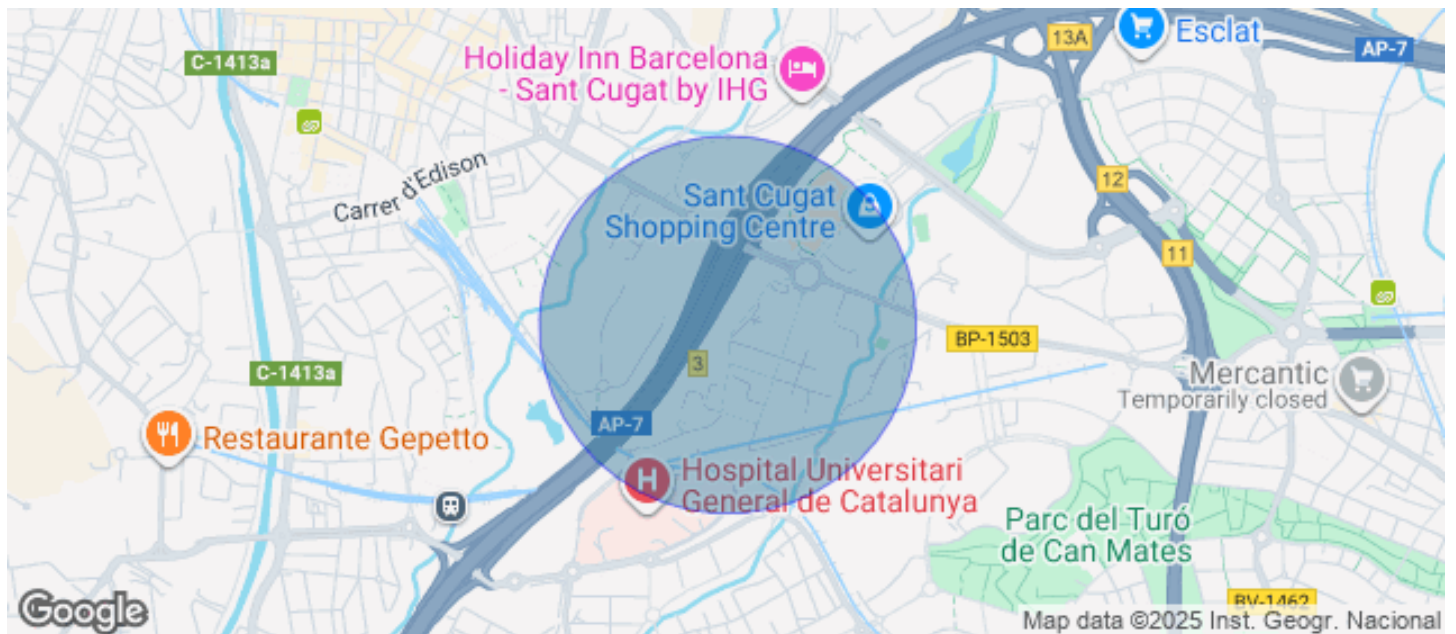 C-1413a
Holiday Inn Barcelona
- Sant Cugat by IHG
13A
Esclat
AP-7
Carrer d'Edison
Sant Cugat
Shopping Centre
12
11
BP-1503
3
C-1413a
Mercantic
Temporarily closed
AP-7
Restaurante Gepetto
H
Hospital Universitari
General de Catalunya
Parc del Turó
de Can Mates
BV-1462
Google
Map data ©2025 Inst. Geogr. Nacional